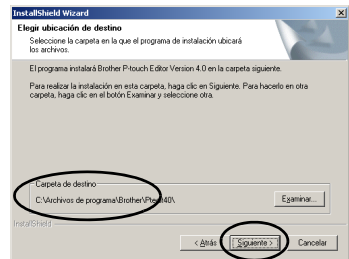 InstallShield Wizard
Elegir ubicación de destino
Seleccione la carpeta en la que el programa de instalación ubicará
los archivos.
El programa instalará Brother P-touch Editor Version 4.0 en la carpeta siguiente.
Para realizar la instalación en esta carpeta, haga clic en Siguiente. Para hacerlo en otra
carpeta, haga clic en el botón Examinar y seleccione otra.
Carpeta de destino
C:\Archivos de programa\Brother\Ptedit40\
Examinar...
InstallShield
< Atrás
Siguiente >
Cancelar